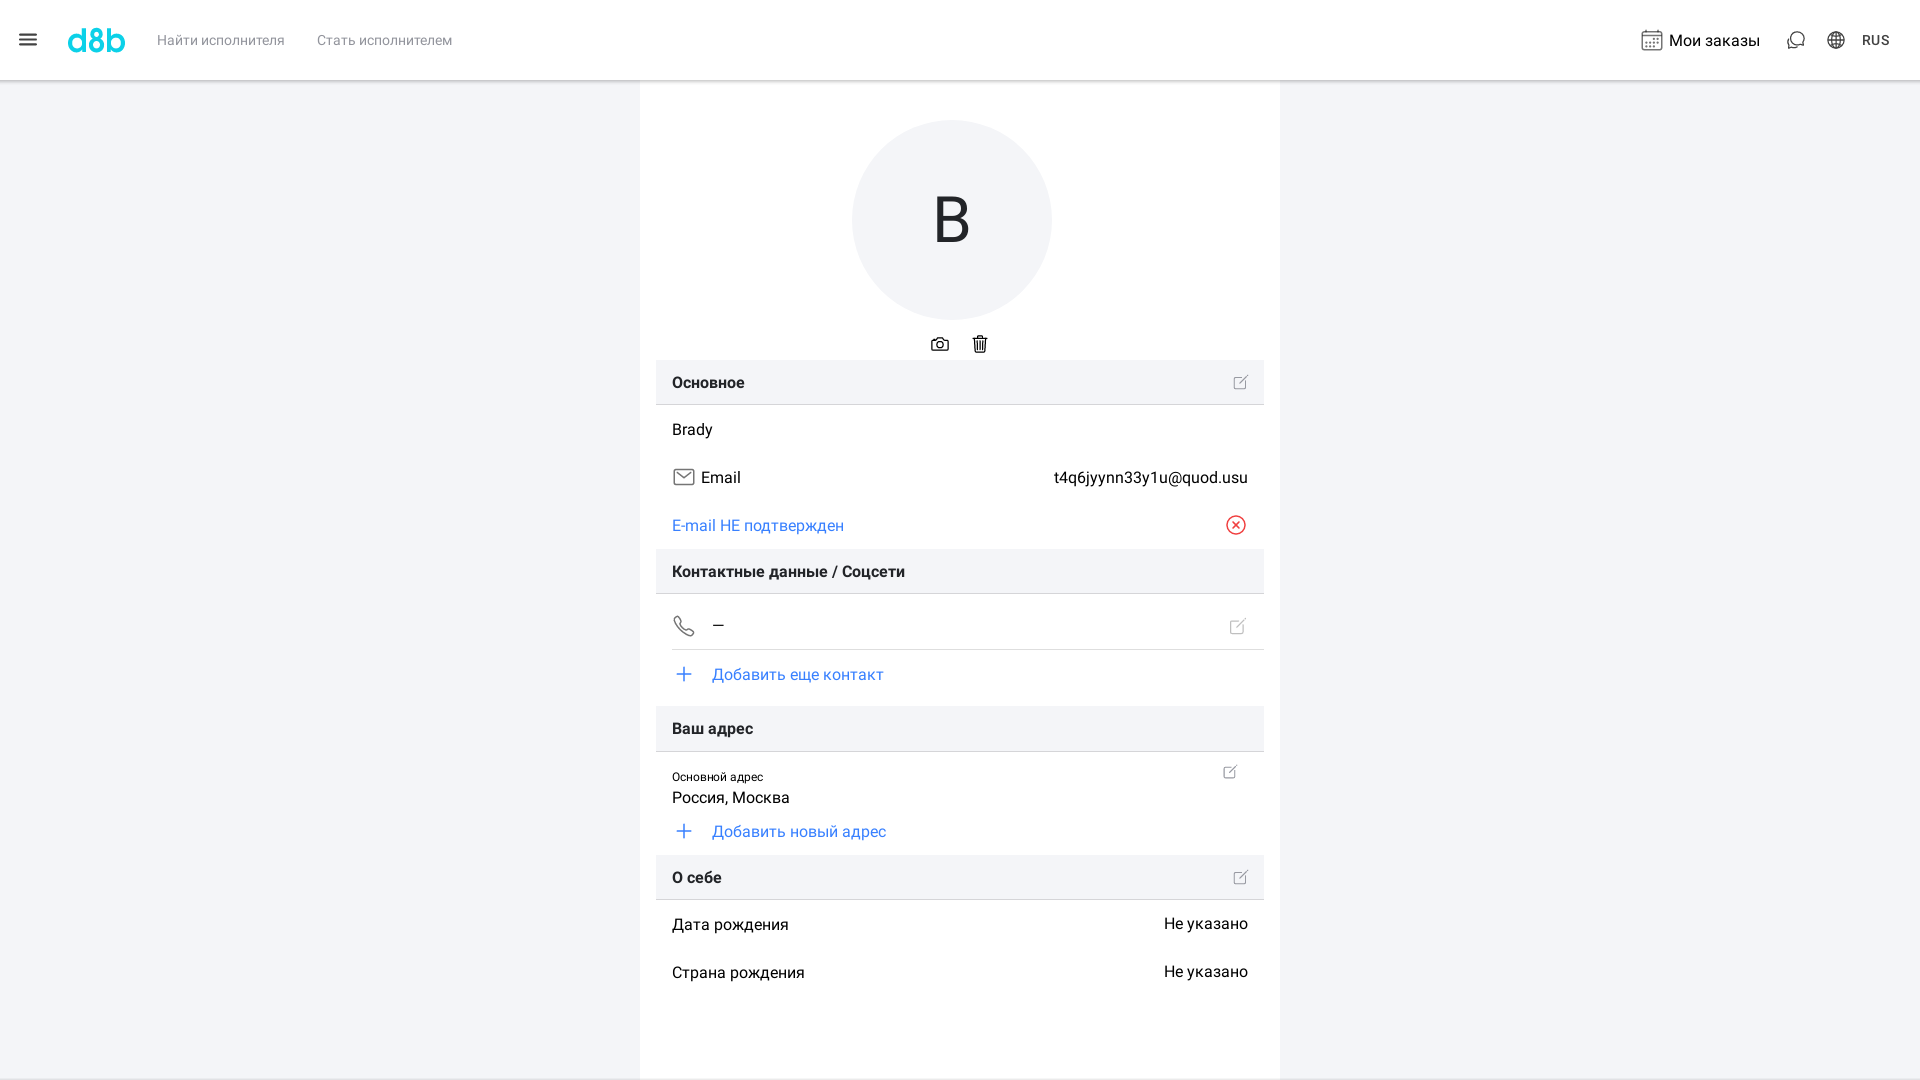 d8b
Найти исполнителя
Стать исполнителем
Мои заказы
RUS
B
Основное
Brady
Email
t4q6jyynn33y1u@quod.usu
E-mail НЕ подтвержден
Контактные данные / Соцсети
—
Добавить еще контакт
Ваш адрес
Основной адрес
Россия, Москва
Добавить новый адрес
О себе
Дата рождения
Не указано
Страна рождения
Не указано